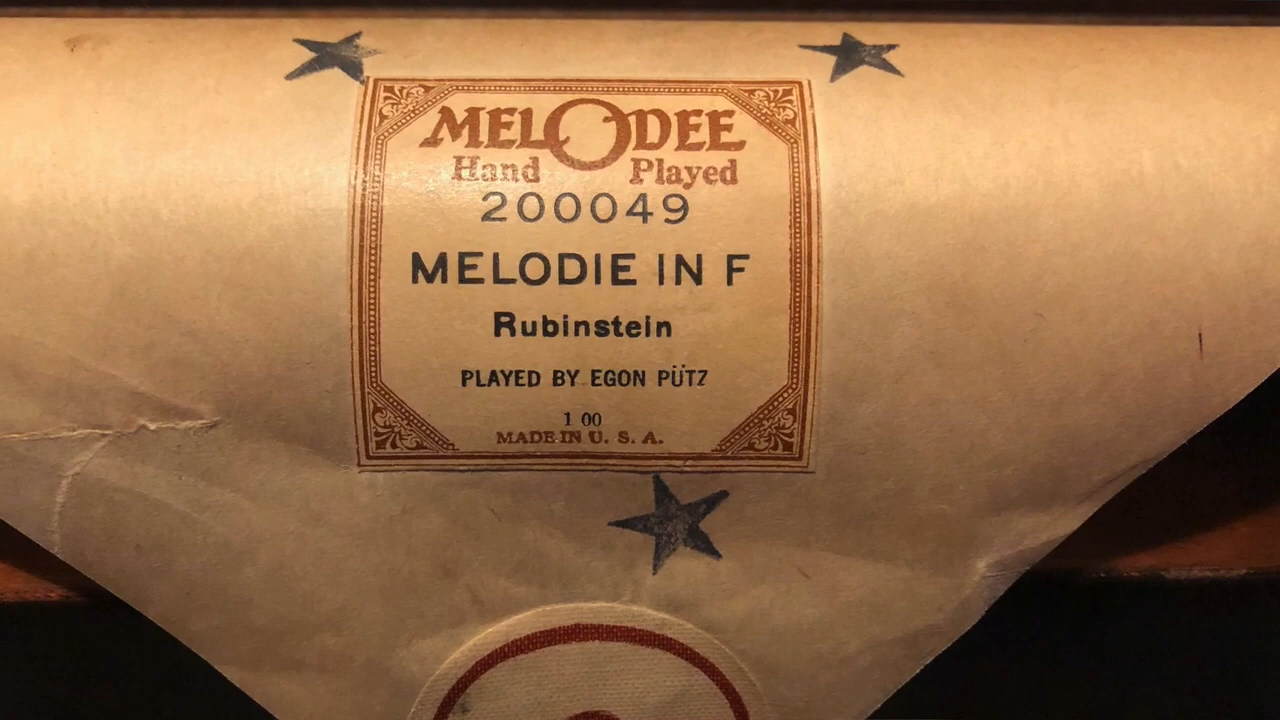 MELODEE
Hand Played
200049
MELODIE IN F
Rubinstein
PLAYED BY EGON PÜTZ
1 00
MADE IN U. S. A.